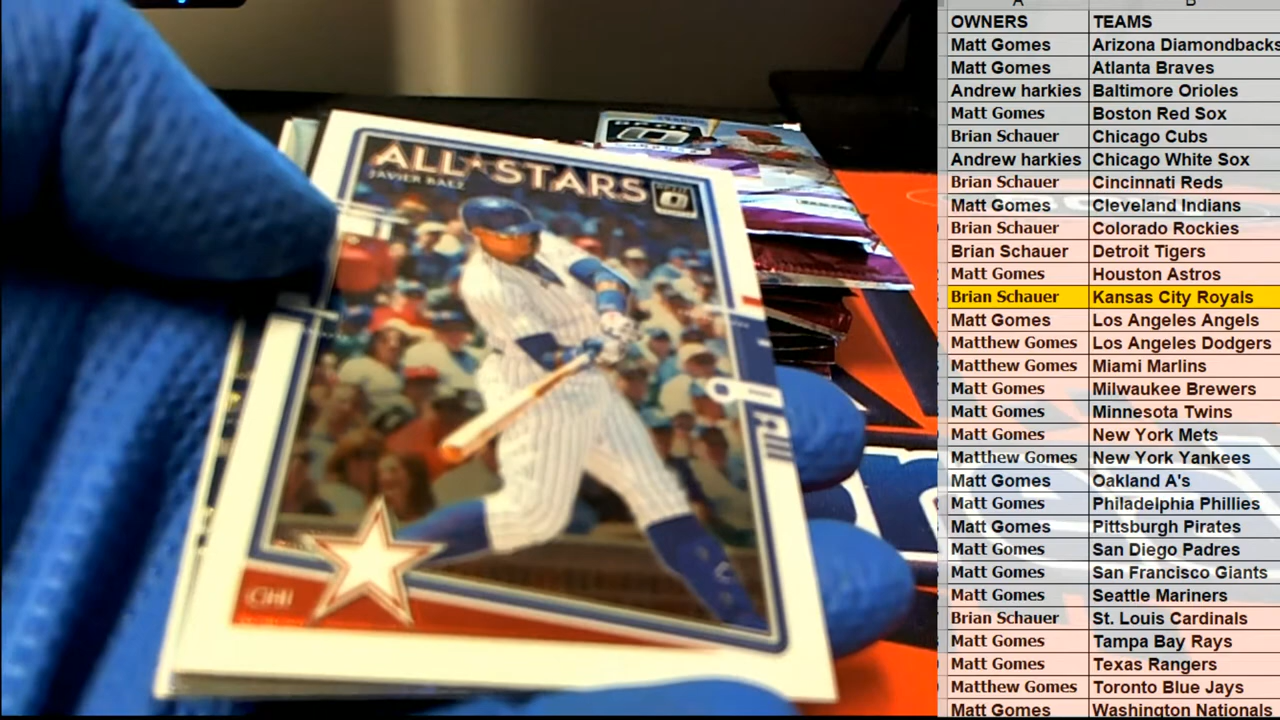 ALL★STARS
JAVIER BAEZ
CHI
A B
OWNERS TEAMS
Matt Gomes Arizona Diamondbacks
Matt Gomes Atlanta Braves
Andrew harkies Baltimore Orioles
Matt Gomes Boston Red Sox
Brian Schauer Chicago Cubs
Andrew harkies Chicago White Sox
Brian Schauer Cincinnati Reds
Matt Gomes Cleveland Indians
Brian Schauer Colorado Rockies
Brian Schauer Detroit Tigers
Matt Gomes Houston Astros
Brian Schauer Kansas City Royals
Matt Gomes Los Angeles Angels
Matthew Gomes Los Angeles Dodgers
Matthew Gomes Miami Marlins
Matt Gomes Milwaukee Brewers
Matt Gomes Minnesota Twins
Matt Gomes New York Mets
Matthew Gomes New York Yankees
Matt Gomes Oakland A's
Matt Gomes Philadelphia Phillies
Matt Gomes Pittsburgh Pirates
Matt Gomes San Diego Padres
Matt Gomes San Francisco Giants
Matt Gomes Seattle Mariners
Brian Schauer St. Louis Cardinals
Matt Gomes Tampa Bay Rays
Matt Gomes Texas Rangers
Matthew Gomes Toronto Blue Jays
Matt Gomes Washington Nationals